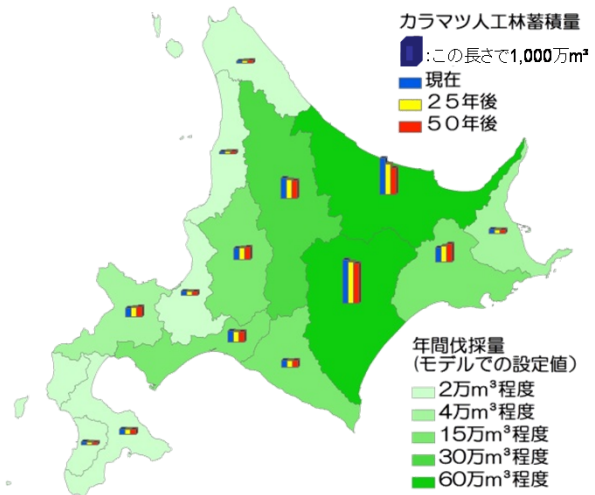 カラマツ人工林蓄積量
:この長さで1,000万m³
現在
２５年後
５０年後
年間伐採量
(モデルでの設定値)
２万m³程度
４万m³程度
15万m³程度
３０万m³程度
６０万m³程度